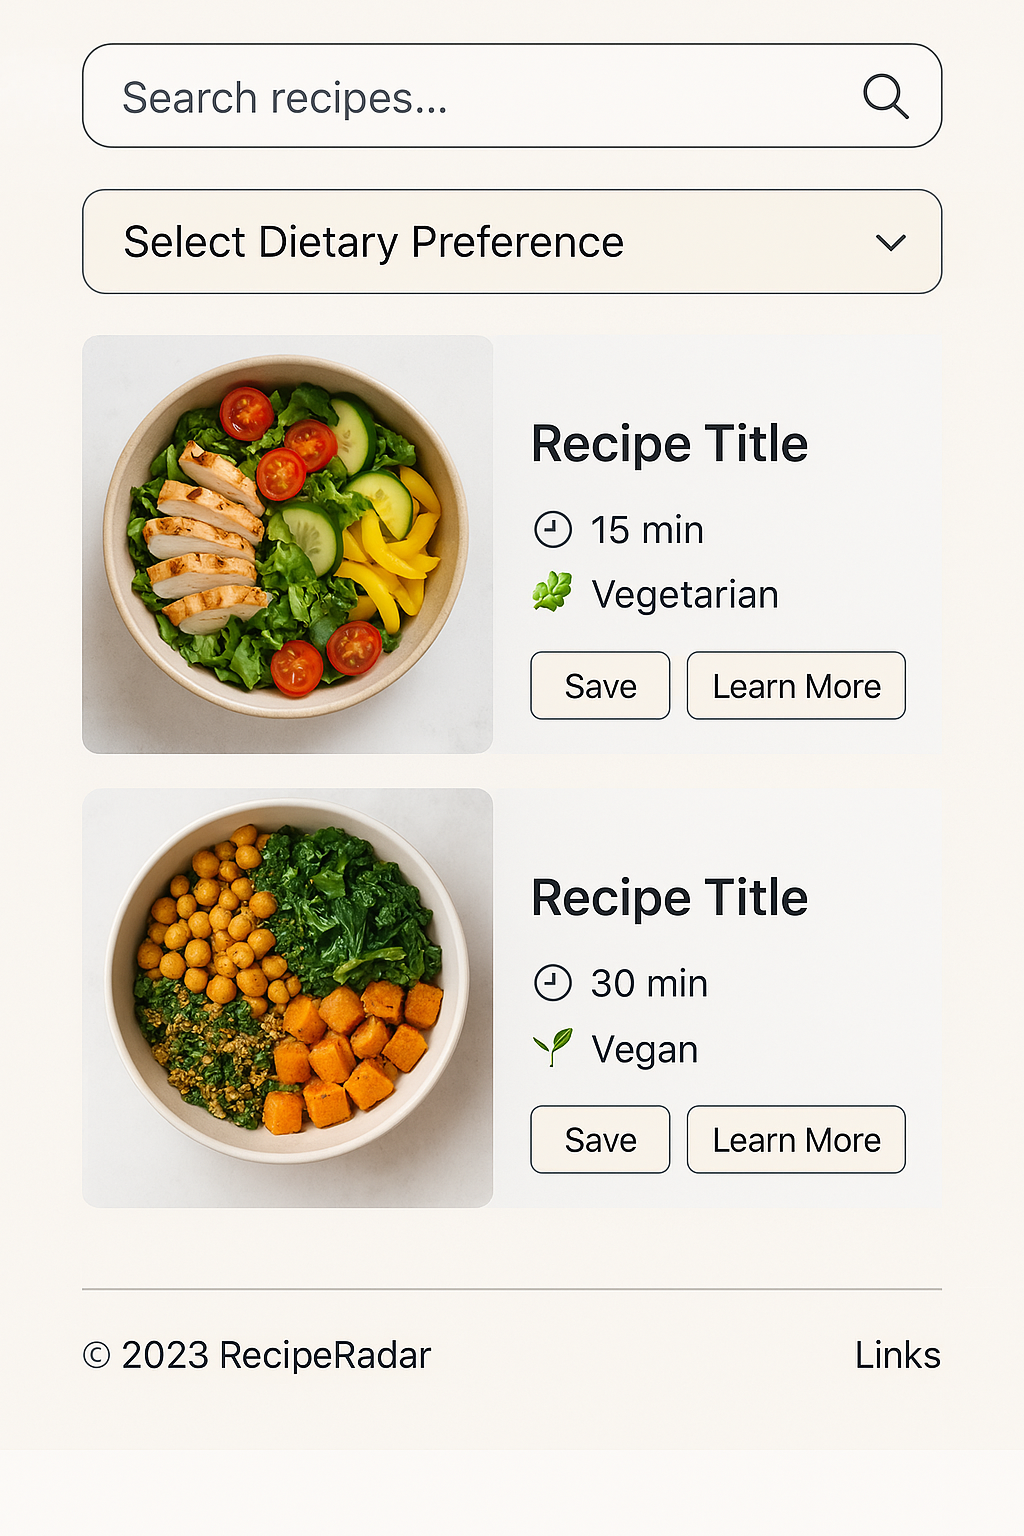 Search recipes...
Select Dietary Preference
Recipe Title
15 min
Vegetarian
Save
Learn More
Recipe Title
30 min
Vegan
Save
Learn More
© 2023 RecipeRadar
Links